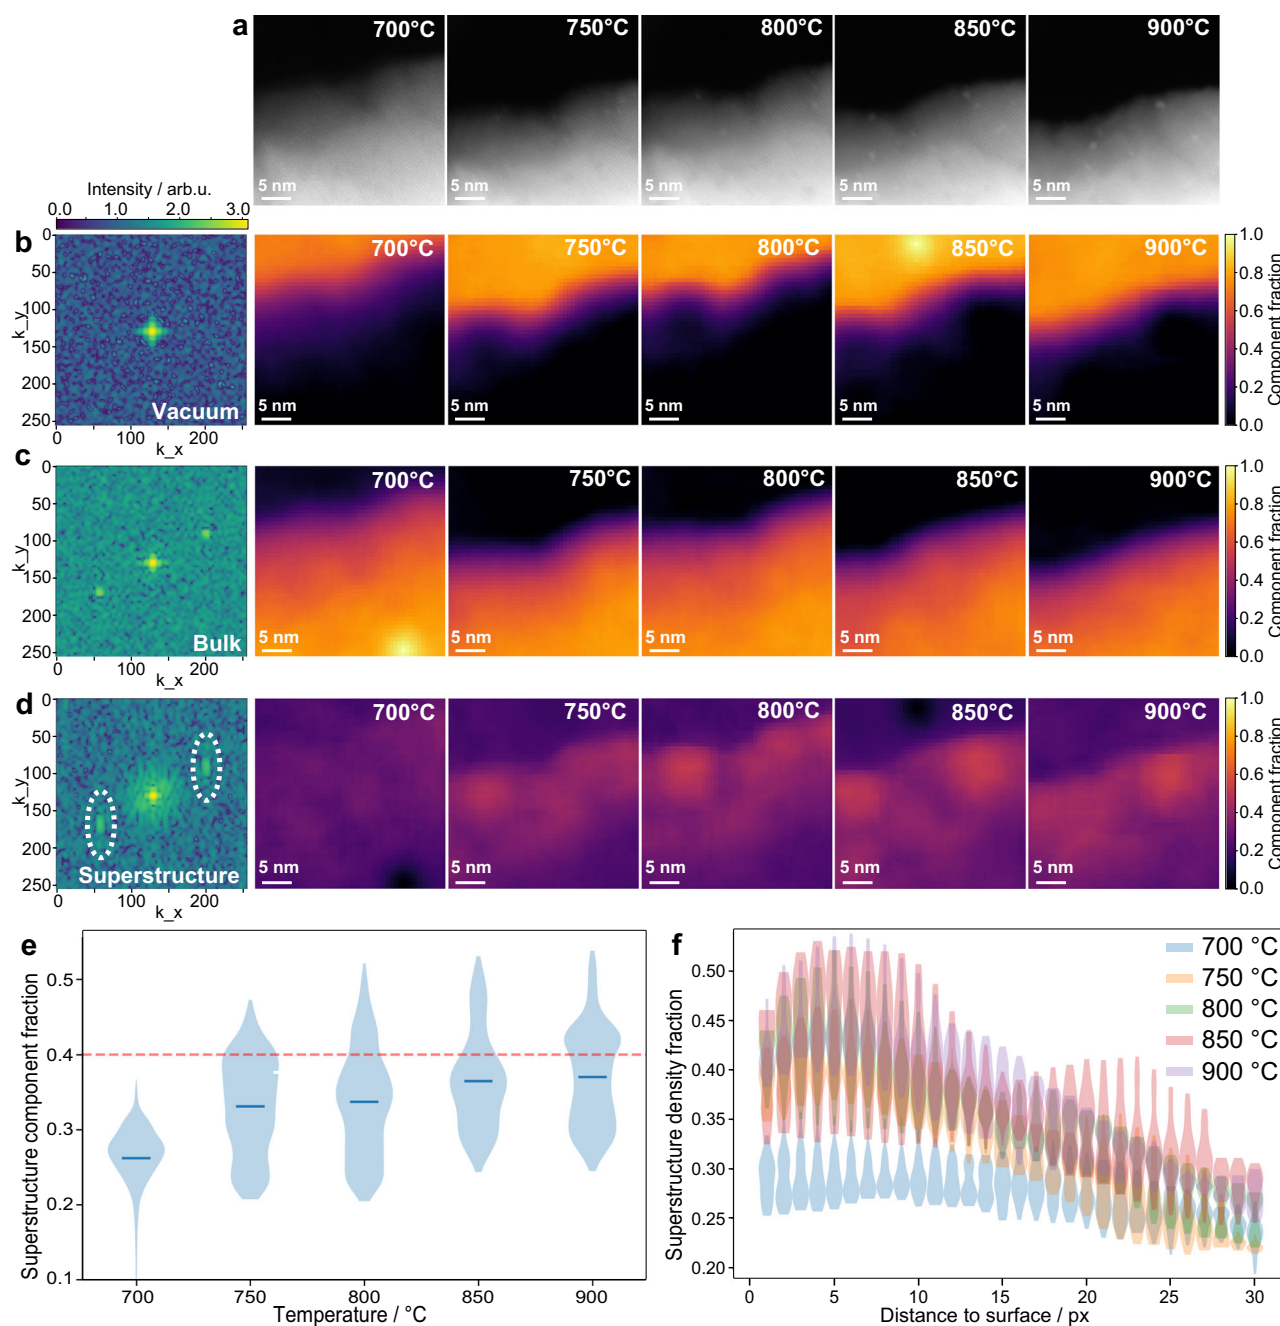 a
700°C 750°C 800°C 850°C 900°C
5 nm 5 nm 5 nm 5 nm 5 nm
Intensity / arb.u.
0.0 1.0 2.0 3.0
b
0
50
100
150
200
250
k_y
Vacuum
0 100 200
k_x
700°C 750°C 800°C 850°C 900°C
5 nm 5 nm 5 nm 5 nm 5 nm
1.0
0.8
0.6
0.4
0.2
0.0
Component fraction
c
0
50
100
150
200
250
k_y
Bulk
0 100 200
k_x
700°C 750°C 800°C 850°C 900°C
5 nm 5 nm 5 nm 5 nm 5 nm
1.0
0.8
0.6
0.4
0.2
0.0
Component fraction
d
0
50
100
150
200
250
k_y
Superstructure
0 100 200
k_x
700°C 750°C 800°C 850°C 900°C
5 nm 5 nm 5 nm 5 nm 5 nm
1.0
0.8
0.6
0.4
0.2
0.0
Component fraction
e
Superstructure component fraction
0.5
0.4
0.3
0.2
0.1
700 750 800 850 900
Temperature / °C
f
Superstructure density fraction
0.50
0.45
0.40
0.35
0.30
0.25
0.20
700 °C
750 °C
800 °C
850 °C
900 °C
0 5 10 15 20 25 30
Distance to surface / px